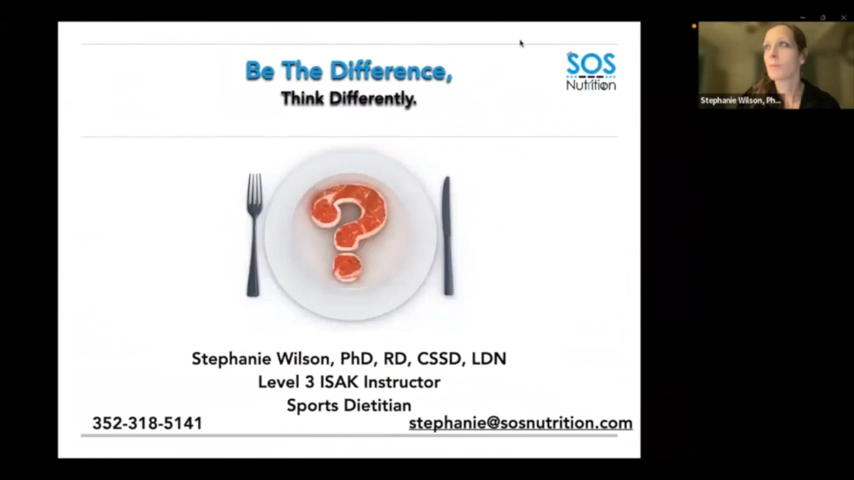 Be The Difference,
Think Differently.
SOS
Nutrition
Stephanie Wilson, Ph...
?
Stephanie Wilson, PhD, RD, CSSD, LDN
Level 3 ISAK Instructor
Sports Dietitian
352-318-5141
stephanie@sosnutrition.com